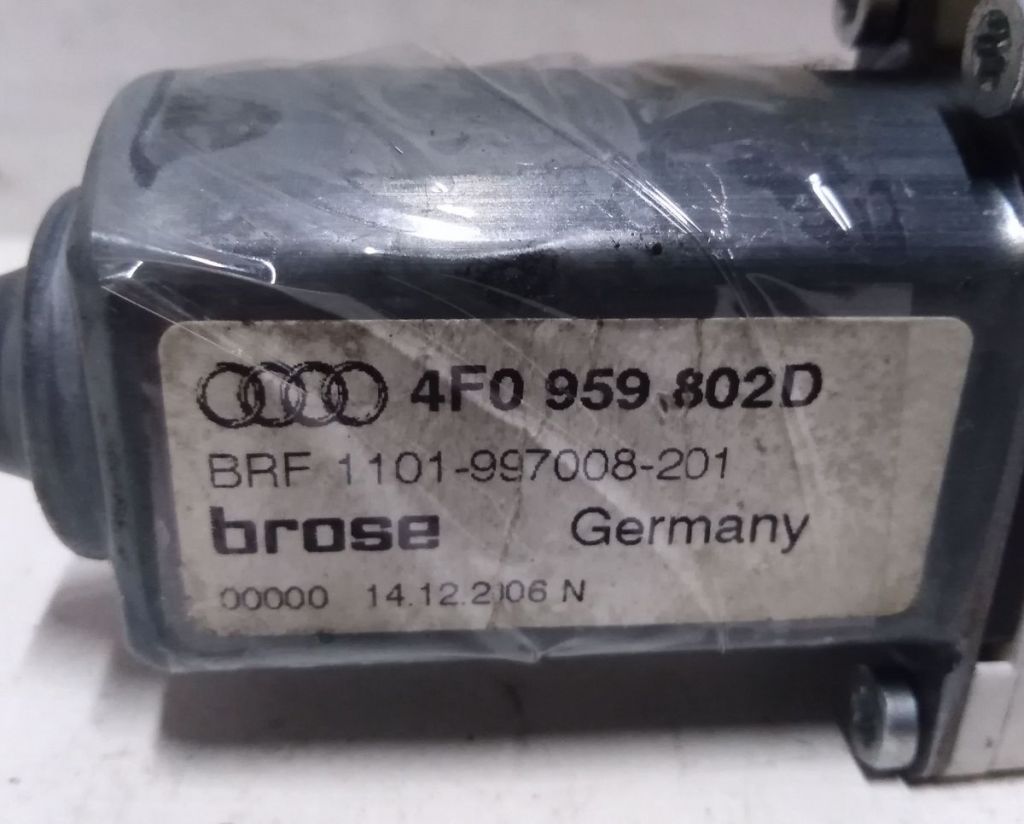 4F0 959 802D
BRF 1101-997008-201
brose Germany
00000 14.12.2006 N